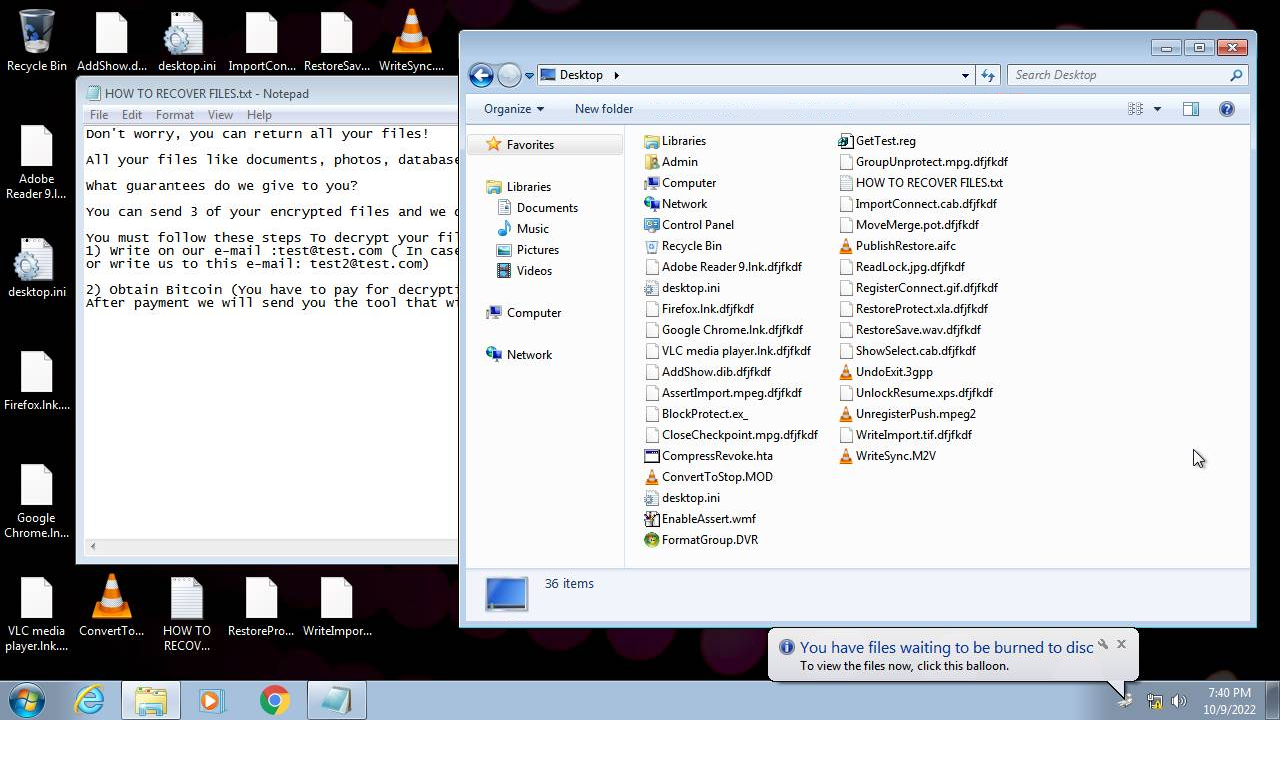 Recycle Bin
AddShow.d...
desktop.ini
ImportCon...
RestoreSav...
WriteSync....
Adobe
Reader 9.l...
desktop.ini
Firefox.lnk....
Google
Chrome.ln...
VLC media
player.lnk....
ConvertTo...
HOW TO
RECOV...
RestorePro...
WriteImpor...
HOW TO RECOVER FILES.txt - Notepad
File Edit Format View Help
Don't worry, you can return all your files!
All your files like documents, photos, database
What guarantees do we give to you?
You can send 3 of your encrypted files and we
You must follow these steps To decrypt your
1) Write on our e-mail :test@test.com ( In case
or write us to this e-mail: test2@test.com)
2) Obtain Bitcoin (You have to pay for
After payment we will send you the tool that
Desktop
Search Desktop
Organize New folder
Favorites
Libraries
Documents
Music
Pictures
Videos
Computer
Network
Libraries
Admin
Computer
Network
Control Panel
Recycle Bin
Adobe Reader 9.lnk.dfjfkdf
desktop.ini
Firefox.lnk.dfjfkdf
Google Chrome.lnk.dfjfkdf
VLC media player.lnk.dfjfkdf
AddShow.dib.dfjfkdf
AssertImport.mpeg.dfjfkdf
BlockProtect.ex_
CloseCheckpoint.mpg.dfjfkdf
CompressRevoke.hta
ConvertToStop.MOD
desktop.ini
EnableAssert.wmf
FormatGroup.DVR
GetTest.reg
GroupUnprotect.mpg.dfjfkdf
HOW TO RECOVER FILES.txt
ImportConnect.cab.dfjfkdf
MoveMerge.pot.dfjfkdf
PublishRestore.aifc
ReadLock.jpg.dfjfkdf
RegisterConnect.gif.dfjfkdf
RestoreProtect.xla.dfjfkdf
RestoreSave.wav.dfjfkdf
ShowSelect.cab.dfjfkdf
UndoExit.3gpp
UnlockResume.xps.dfjfkdf
UnregisterPush.mpeg2
WriteImport.tif.dfjfkdf
WriteSync.M2V
36 items
You have files waiting to be burned to disc
To view the files now, click this balloon.
7:40 PM
10/9/2022